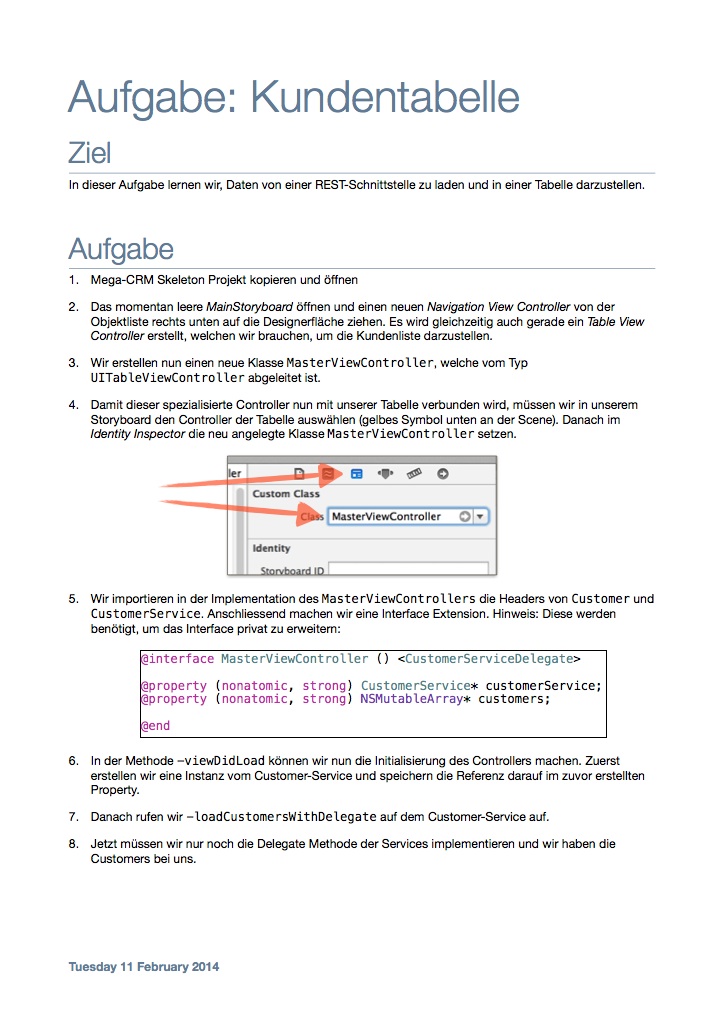 Aufgabe: Kundentabelle
Ziel
In dieser Aufgabe lernen wir, Daten von einer REST-Schnittstelle zu laden und in einer Tabelle darzustellen.
Aufgabe
1. Mega-CRM Skeleton Projekt kopieren und öffnen
2. Das momentan leere MainStoryboard öffnen und einen neuen Navigation View Controller von der
Objektliste rechts unten auf die Designerfläche ziehen. Es wird gleichzeitig auch gerade ein Table View
Controller erstellt, welchen wir brauchen, um die Kundenliste darzustellen.
3. Wir erstellen nun einen neue Klasse MasterViewController, welche vom Typ
UITableViewController abgeleitet ist.
4. Damit dieser spezialisierte Controller nun mit unserer Tabelle verbunden wird, müssen wir in unserem
Storyboard den Controller der Tabelle auswählen (gelbes Symbol unten an der Scene). Danach im
Identity Inspector die neu angelegte Klasse MasterViewController setzen.
ler
Custom Class
Class MasterViewController
Identity
Storyboard ID
5. Wir importieren in der Implementation des MasterViewControllers die Headers von Customer und
CustomerService. Anschliessend machen wir eine Interface Extension. Hinweis: Diese werden
benötigt, um das Interface privat zu erweitern:
@interface MasterViewController () <CustomerServiceDelegate>
@property (nonatomic, strong) CustomerService* customerService;
@property (nonatomic, strong) NSMutableArray* customers;
@end
6. In der Methode –viewDidLoad können wir nun die Initialisierung des Controllers machen. Zuerst
erstellen wir eine Instanz vom Customer-Service und speichern die Referenz darauf im zuvor erstellten
Property.
7. Danach rufen wir –loadCustomersWithDelegate auf dem Customer-Service auf.
8. Jetzt müssen wir nur noch die Delegate Methode der Services implementieren und wir haben die
Customers bei uns.
Tuesday 11 February 2014